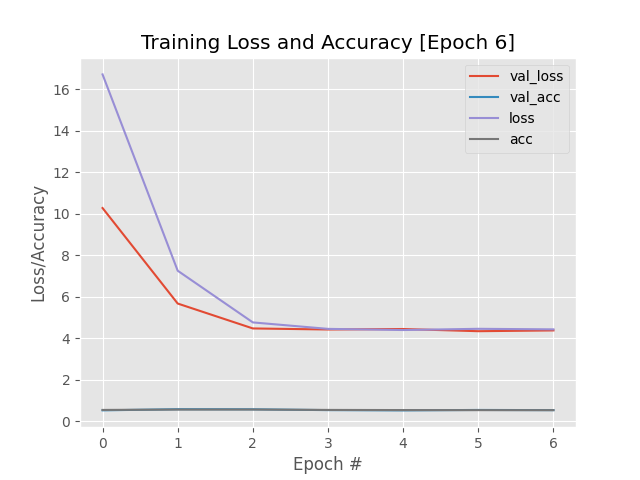 Training Loss and Accuracy [Epoch 6]
val_loss
val_acc
loss
acc
16
14
12
10
8
6
4
2
0
Loss/Accuracy
0 1 2 3 4 5 6
Epoch #